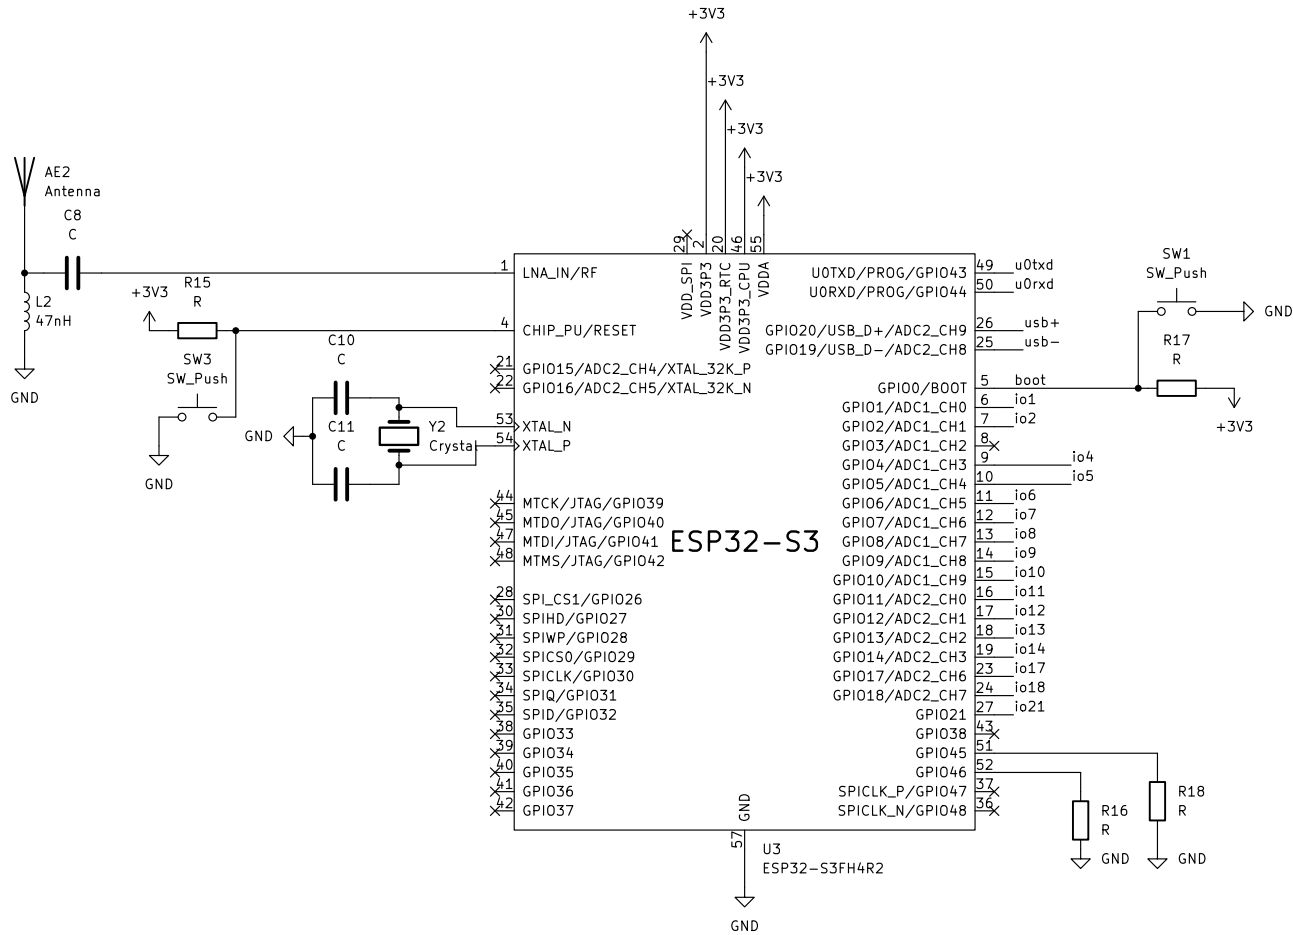 +3V3
+3V3
+3V3
+3V3
AE2
Antenna
C8
C
L2
47nH
GND
R15
R
+3V3
SW3
SW_Push
GND
C10
C
C11
C
GND
Y2
Crystal
29
2
20
46
55
VDD_SPI
VDD3P3
VDD3P3_RTC
VDD3P3_CPU
VDDA
1
LNA_IN/RF
4
CHIP_PU/RESET
21
GPIO15/ADC2_CH4/XTAL_32K_P
22
GPIO16/ADC2_CH5/XTAL_32K_N
53
XTAL_N
54
XTAL_P
44
MTCK/JTAG/GPIO39
45
MTDO/JTAG/GPIO40
47
MTDI/JTAG/GPIO41
48
MTMS/JTAG/GPIO42
28
SPI_CS1/GPIO26
30
SPIHD/GPIO27
31
SPIWP/GPIO28
32
SPICS0/GPIO29
33
SPICLK/GPIO30
34
SPIQ/GPIO31
35
SPID/GPIO32
38
GPIO33
39
GPIO34
40
GPIO35
41
GPIO36
42
GPIO37
ESP32-S3
U0TXD/PROG/GPIO43 49 u0txd
U0RXD/PROG/GPIO44 50 u0rxd
GPIO20/USB_D+/ADC2_CH9 26 usb+
GPIO19/USB_D-/ADC2_CH8 25 usb-
GPIO0/BOOT 5 boot
GPIO1/ADC1_CH0 6 io1
GPIO2/ADC1_CH1 7 io2
GPIO3/ADC1_CH2 8
GPIO4/ADC1_CH3 9 io4
GPIO5/ADC1_CH4 10 io5
GPIO6/ADC1_CH5 11 io6
GPIO7/ADC1_CH6 12 io7
GPIO8/ADC1_CH7 13 io8
GPIO9/ADC1_CH8 14 io9
GPIO10/ADC1_CH9 15 io10
GPIO11/ADC2_CH0 16 io11
GPIO12/ADC2_CH1 17 io12
GPIO13/ADC2_CH2 18 io13
GPIO14/ADC2_CH3 19 io14
GPIO17/ADC2_CH6 23 io17
GPIO18/ADC2_CH7 24 io18
GPIO21 27 io21
GPIO38 43
GPIO45 51
GPIO46 52
SPICLK_P/GPIO47 37
SPICLK_N/GPIO48 36
SW1
SW_Push
GND
R17
R
+3V3
R16
R
GND
R18
R
GND
GND
57
U3
ESP32-S3FH4R2
GND